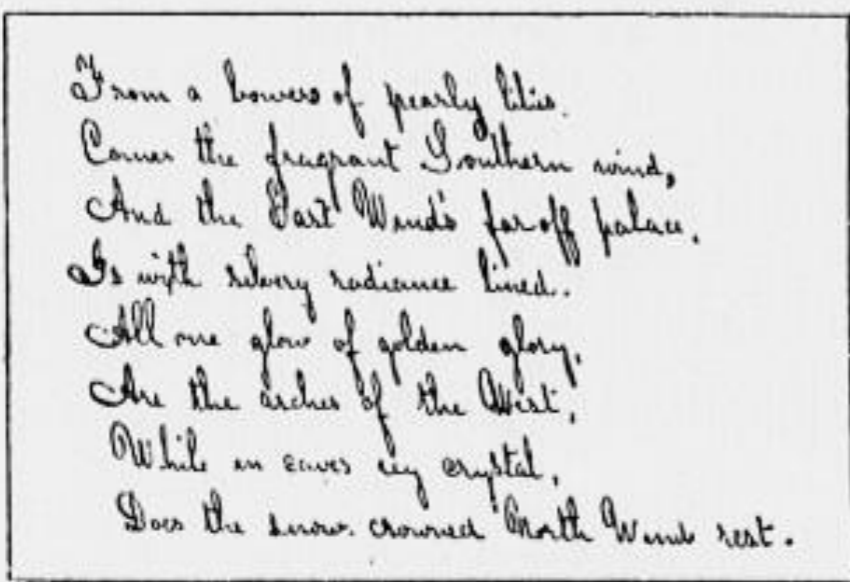 From a bowers of pearly lilies.
Comes the fragrant Southern wind,
And the East Wind's far off palace,
Is with silvery radiance lined.
All one glow of golden glory,
Are the arches of the West,
While in caves icy crystal,
Does the snow-crowned North Wind rest.